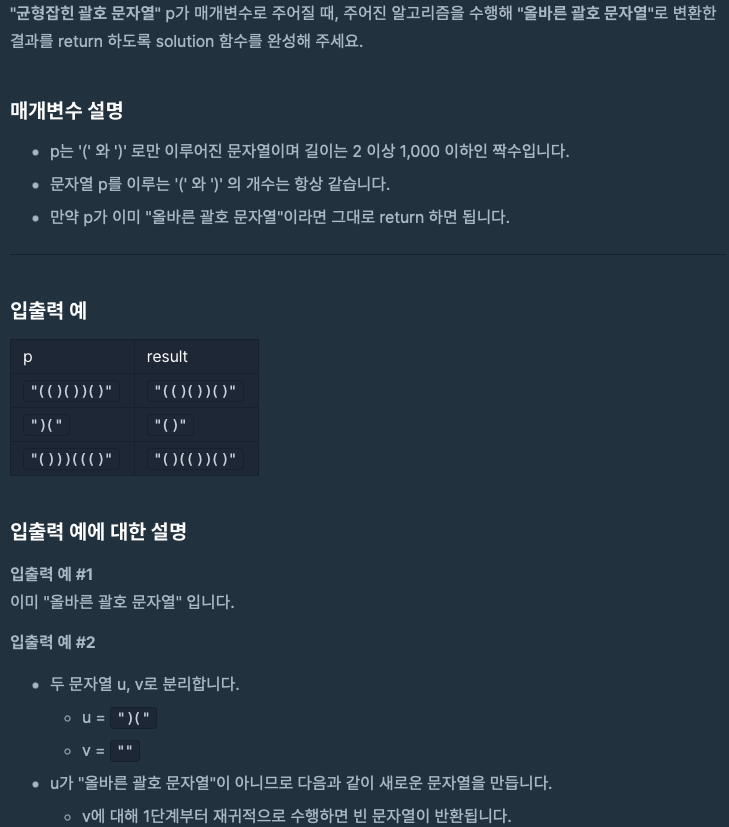 "균형잡힌 괄호 문자열" p가 매개변수로 주어질 때, 주어진 알고리즘을 수행해 "올바른 괄호 문자열"로 변환한
결과를 return 하도록 solution 함수를 완성해 주세요.
매개변수 설명
• p는 '(' 와 ')' 로만 이루어진 문자열이며 길이는 2 이상 1,000 이하인 짝수입니다.
• 문자열 p를 이루는 '(' 와 ')' 의 개수는 항상 같습니다.
• 만약 p가 이미 "올바른 괄호 문자열"이라면 그대로 return 하면 됩니다.
입출력 예
p result
"(()())()" "(()())()"
")(" "()"
"()))((()" "()(())()"
입출력 예에 대한 설명
입출력 예 #1
이미 "올바른 괄호 문자열" 입니다.
입출력 예 #2
• 두 문자열 u, v로 분리합니다.
◦ u = ")("
◦ v = ""
• u가 "올바른 괄호 문자열"이 아니므로 다음과 같이 새로운 문자열을 만듭니다.
◦ v에 대해 1단계부터 재귀적으로 수행하면 빈 문자열이 반환됩니다.